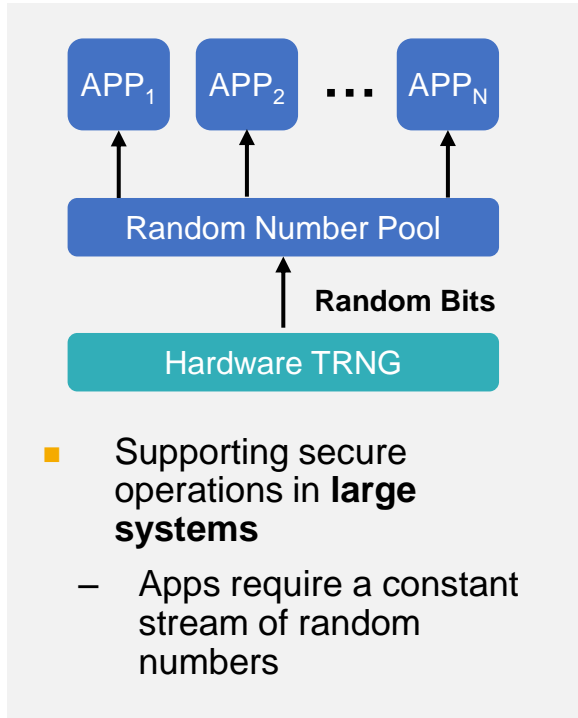 APP₁ APP₂ ... APP_N
Random Number Pool
Random Bits
Hardware TRNG
■ Supporting secure
operations in large
systems
– Apps require a constant
stream of random
numbers